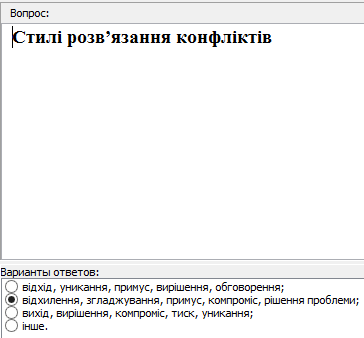 Вопрос:
Стилі розв’язання конфліктів
Варианты ответов:
відхід, уникання, примус, вирішення, обговорення;
відхилення, згладжування, примус, компроміс, рішення проблеми;
вихід, вирішення, компроміс, тиск, уникання;
інше.